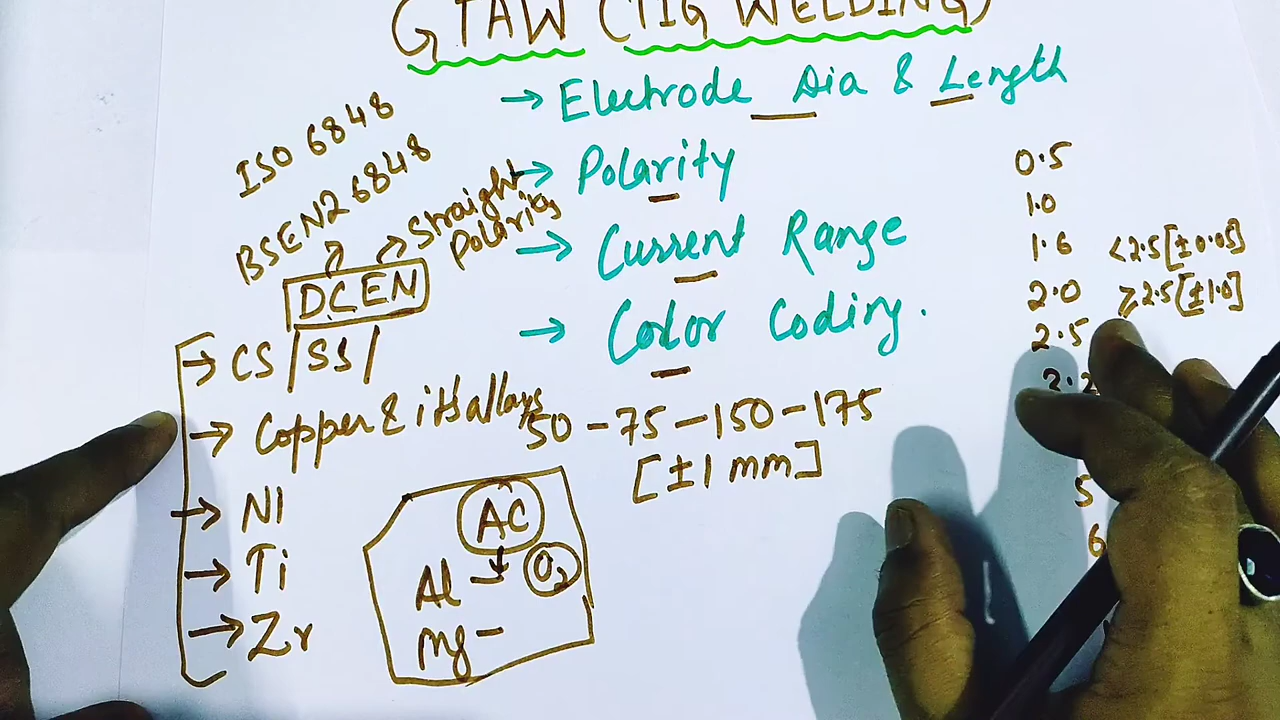 GTAW (TIG WELDING)
→ Electrode Dia & Length
ISO 6848
BSEN26848
→ Polarity
Straight
Polarity
DCEN
→ Current Range
→ Color Coding.
0.5
1.0
1.6 <2.5[±0.05]
2.0 ≥2.5[±1.0]
2.5
→ CS/SS/
→ Copper & its alloys
→ NI
→ Ti
→ Zr
50-75-150-175
[±1 mm]
AC
Al → O2
Mg -
5
6